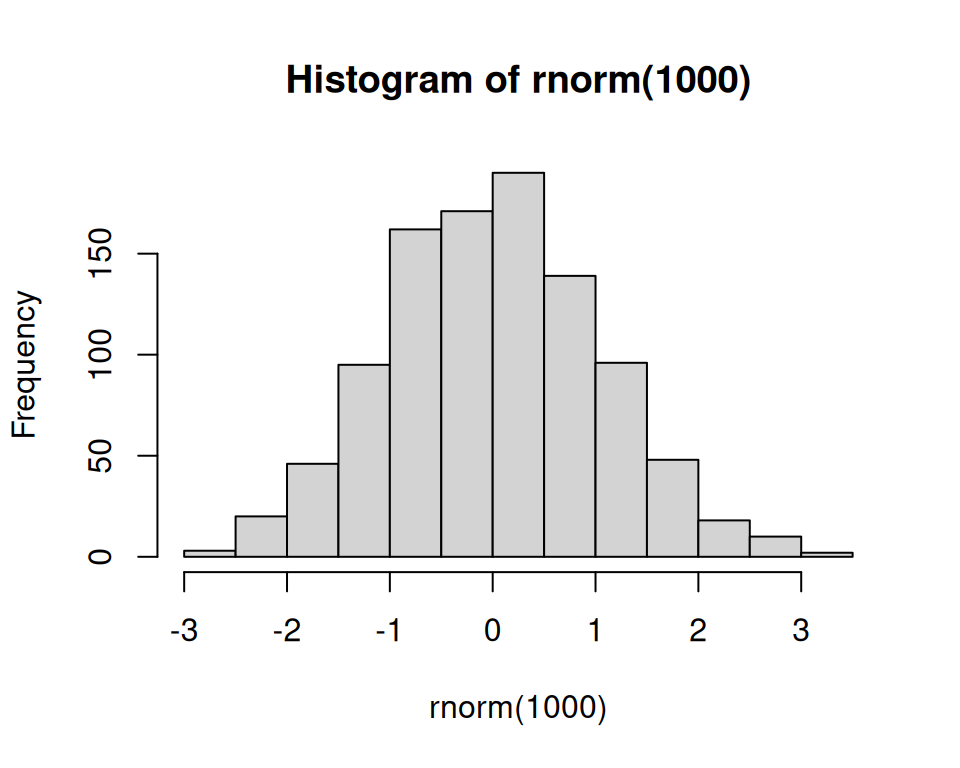 Histogram of rnorm(1000)
Frequency
150
100
50
0
-3 -2 -1 0 1 2 3
rnorm(1000)